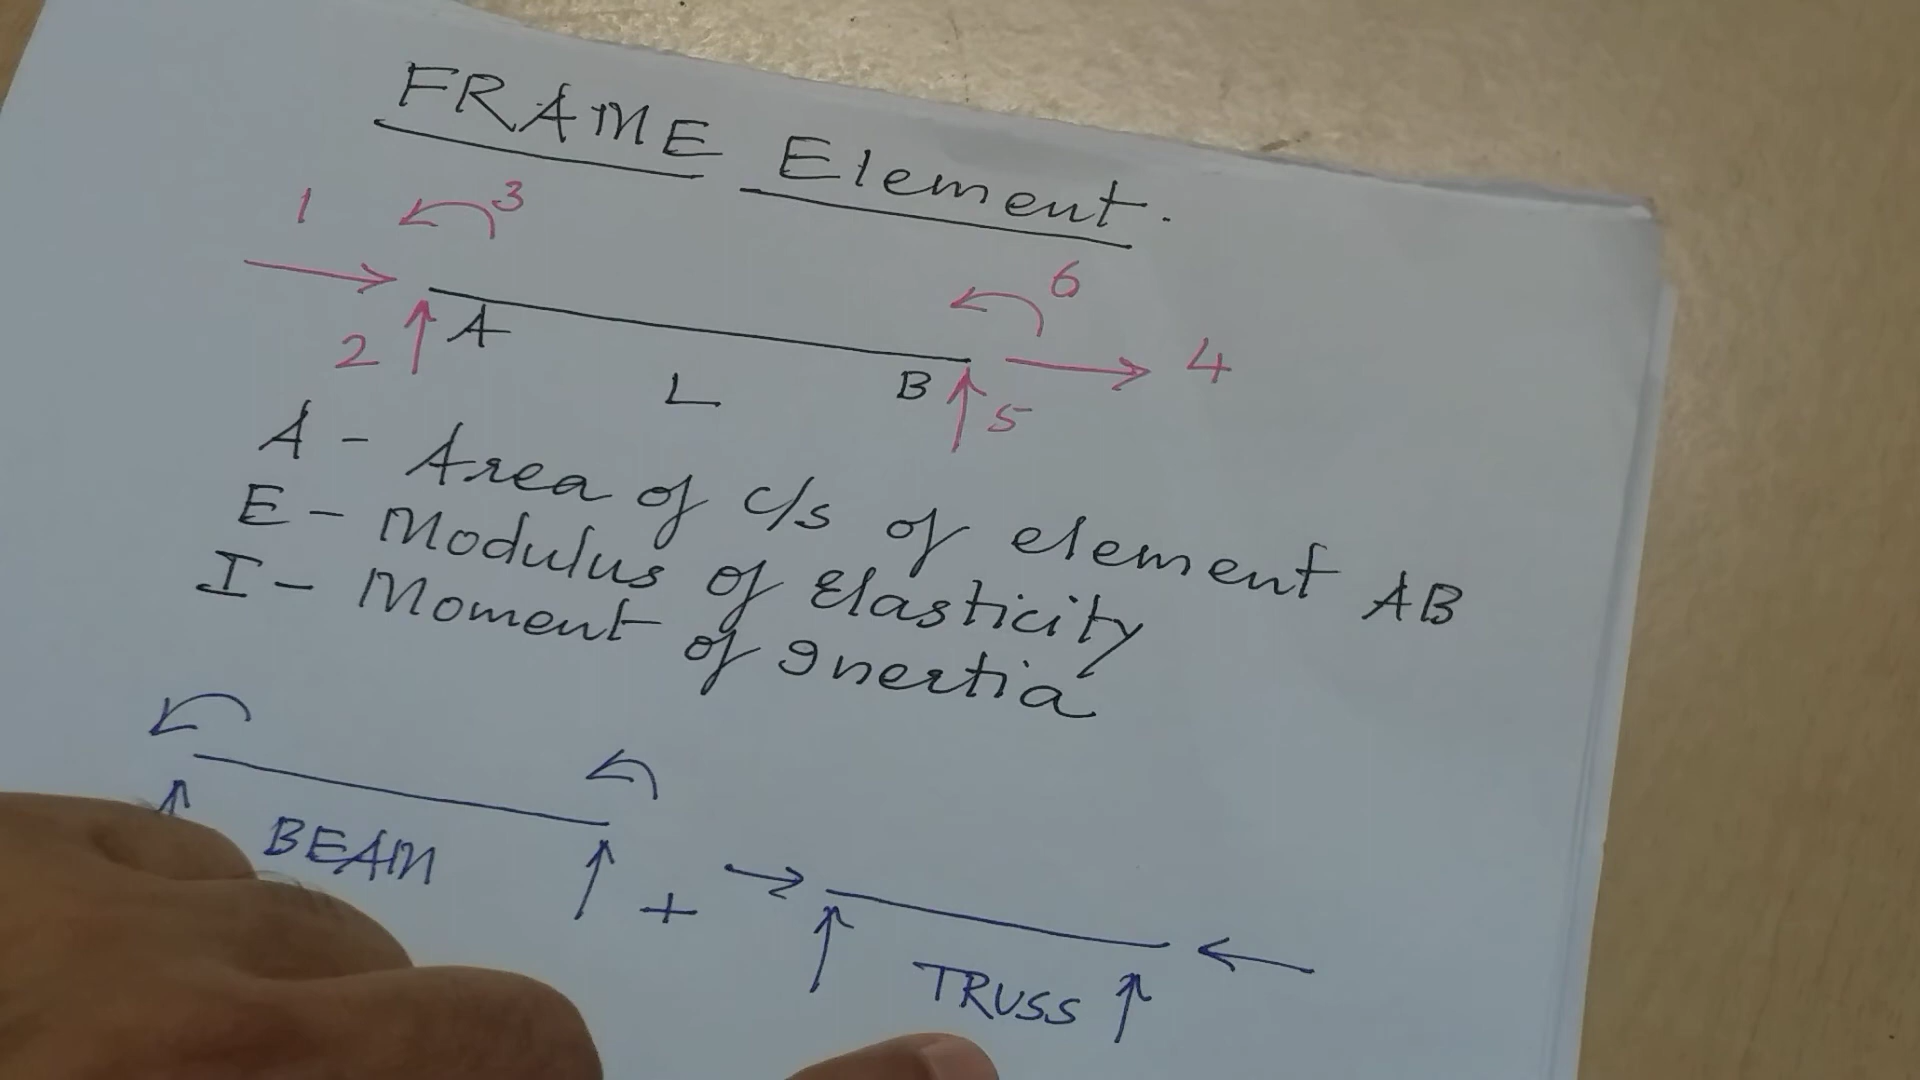 FRAME Element.
1 3
6
2 A
4
L B 5
A - Area of c/s of element AB
E - Modulus of Elasticity
I - Moment of Inertia
BEAM
+
TRUSS